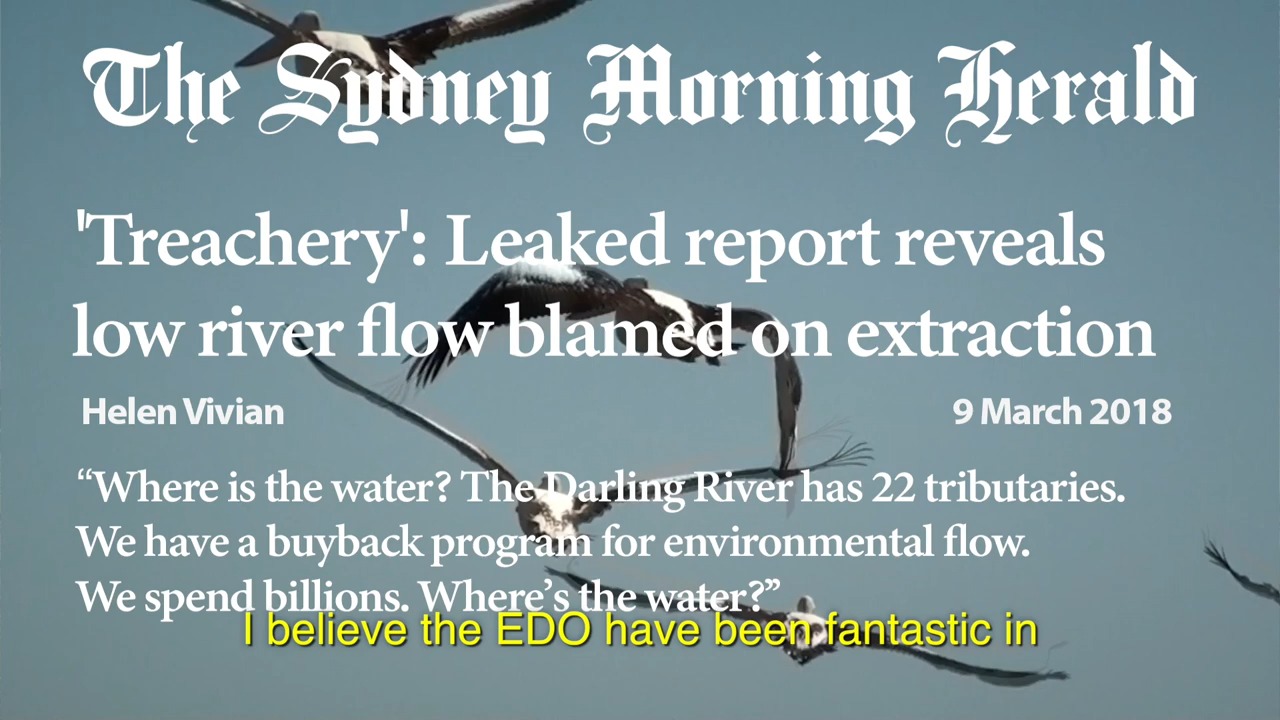 The Sydney Morning Herald
'Treachery': Leaked report reveals
low river flow blamed on extraction
Helen Vivian
9 March 2018
“Where is the water? The Darling River has 22 tributaries.
We have a buyback program for environmental flow.
We spend billions. Where’s the water?”
I believe the EDO have been fantastic in